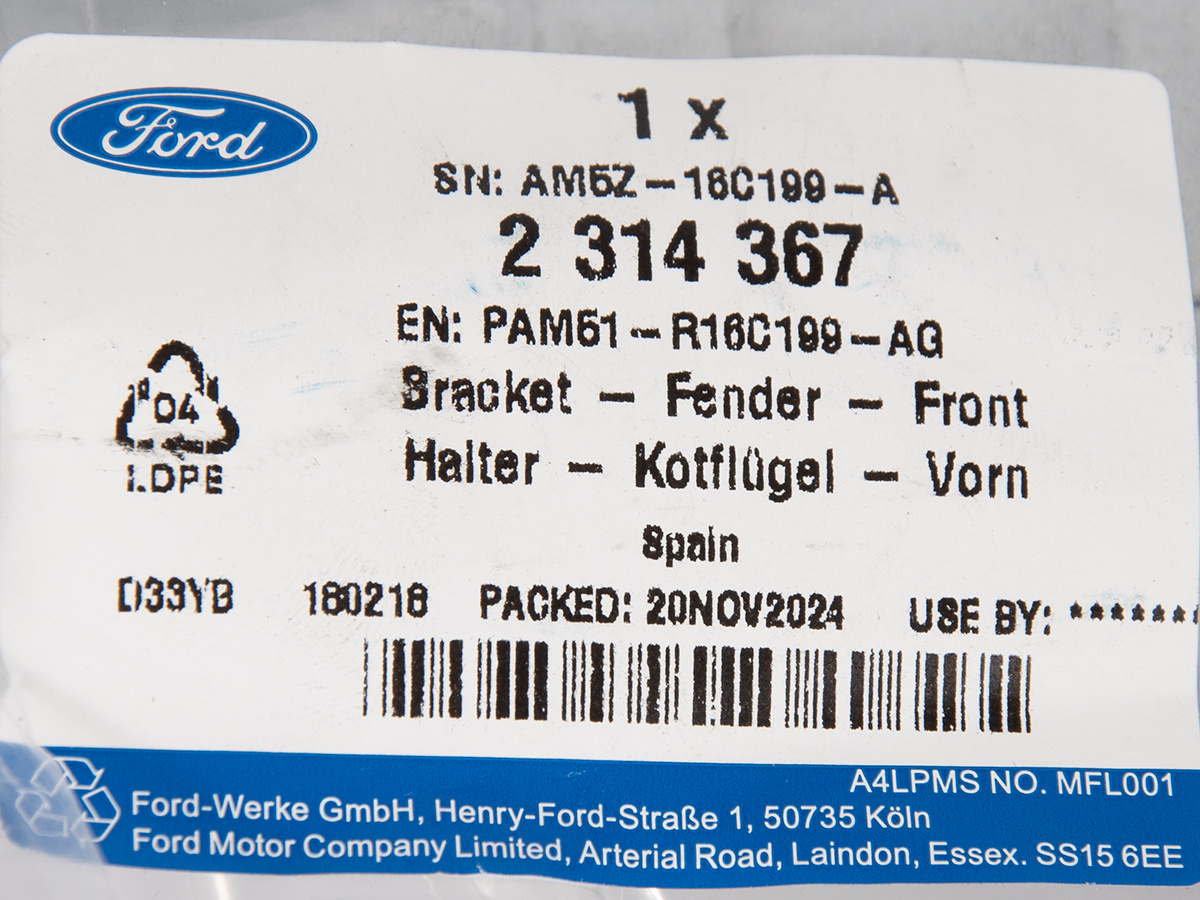 Ford
1 x
SN: AM5Z-16C199-A
2 314 367
EN: PAM51-R16C199-AG
Bracket - Fender - Front
Halter - Kotflügel - Vorn
04
LDPE
Spain
D33YB 180218 PACKED: 20NOV2024 USE BY: *******
A4LPMS NO. MFL001
Ford-Werke GmbH, Henry-Ford-Straße 1, 50735 Köln
Ford Motor Company Limited, Arterial Road, Laindon, Essex. SS15 6EE